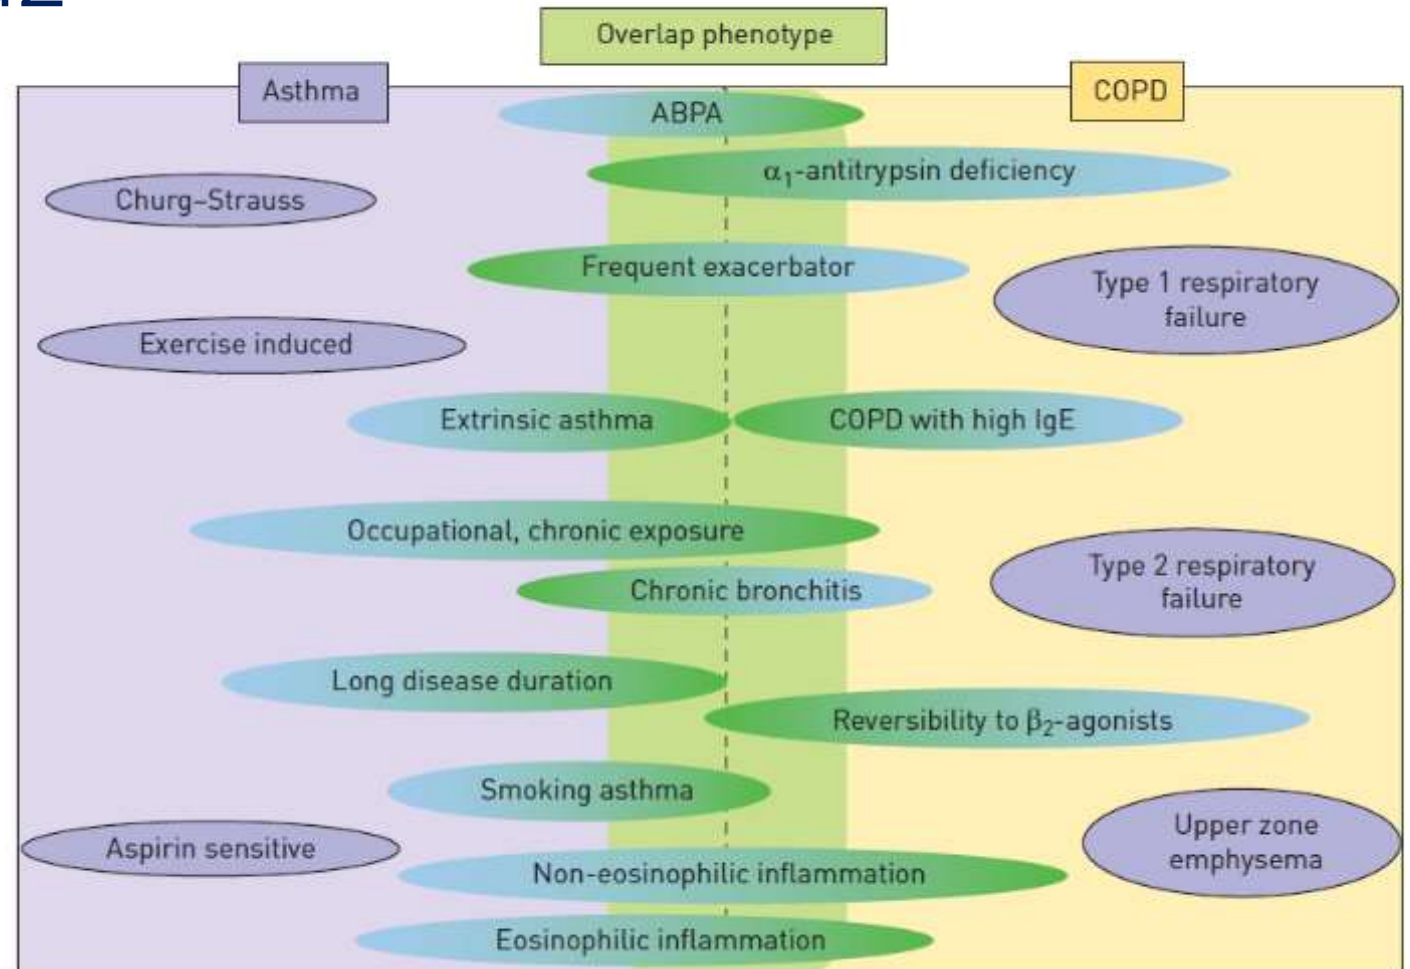 Overlap phenotype
Asthma
COPD
ABPA
α₁-antitrypsin deficiency
Churg–Strauss
Frequent exacerbator
Type 1 respiratory
failure
Exercise induced
Extrinsic asthma
COPD with high IgE
Occupational, chronic exposure
Type 2 respiratory
failure
Chronic bronchitis
Long disease duration
Reversibility to β₂-agonists
Smoking asthma
Upper zone
emphysema
Aspirin sensitive
Non-eosinophilic inflammation
Eosinophilic inflammation